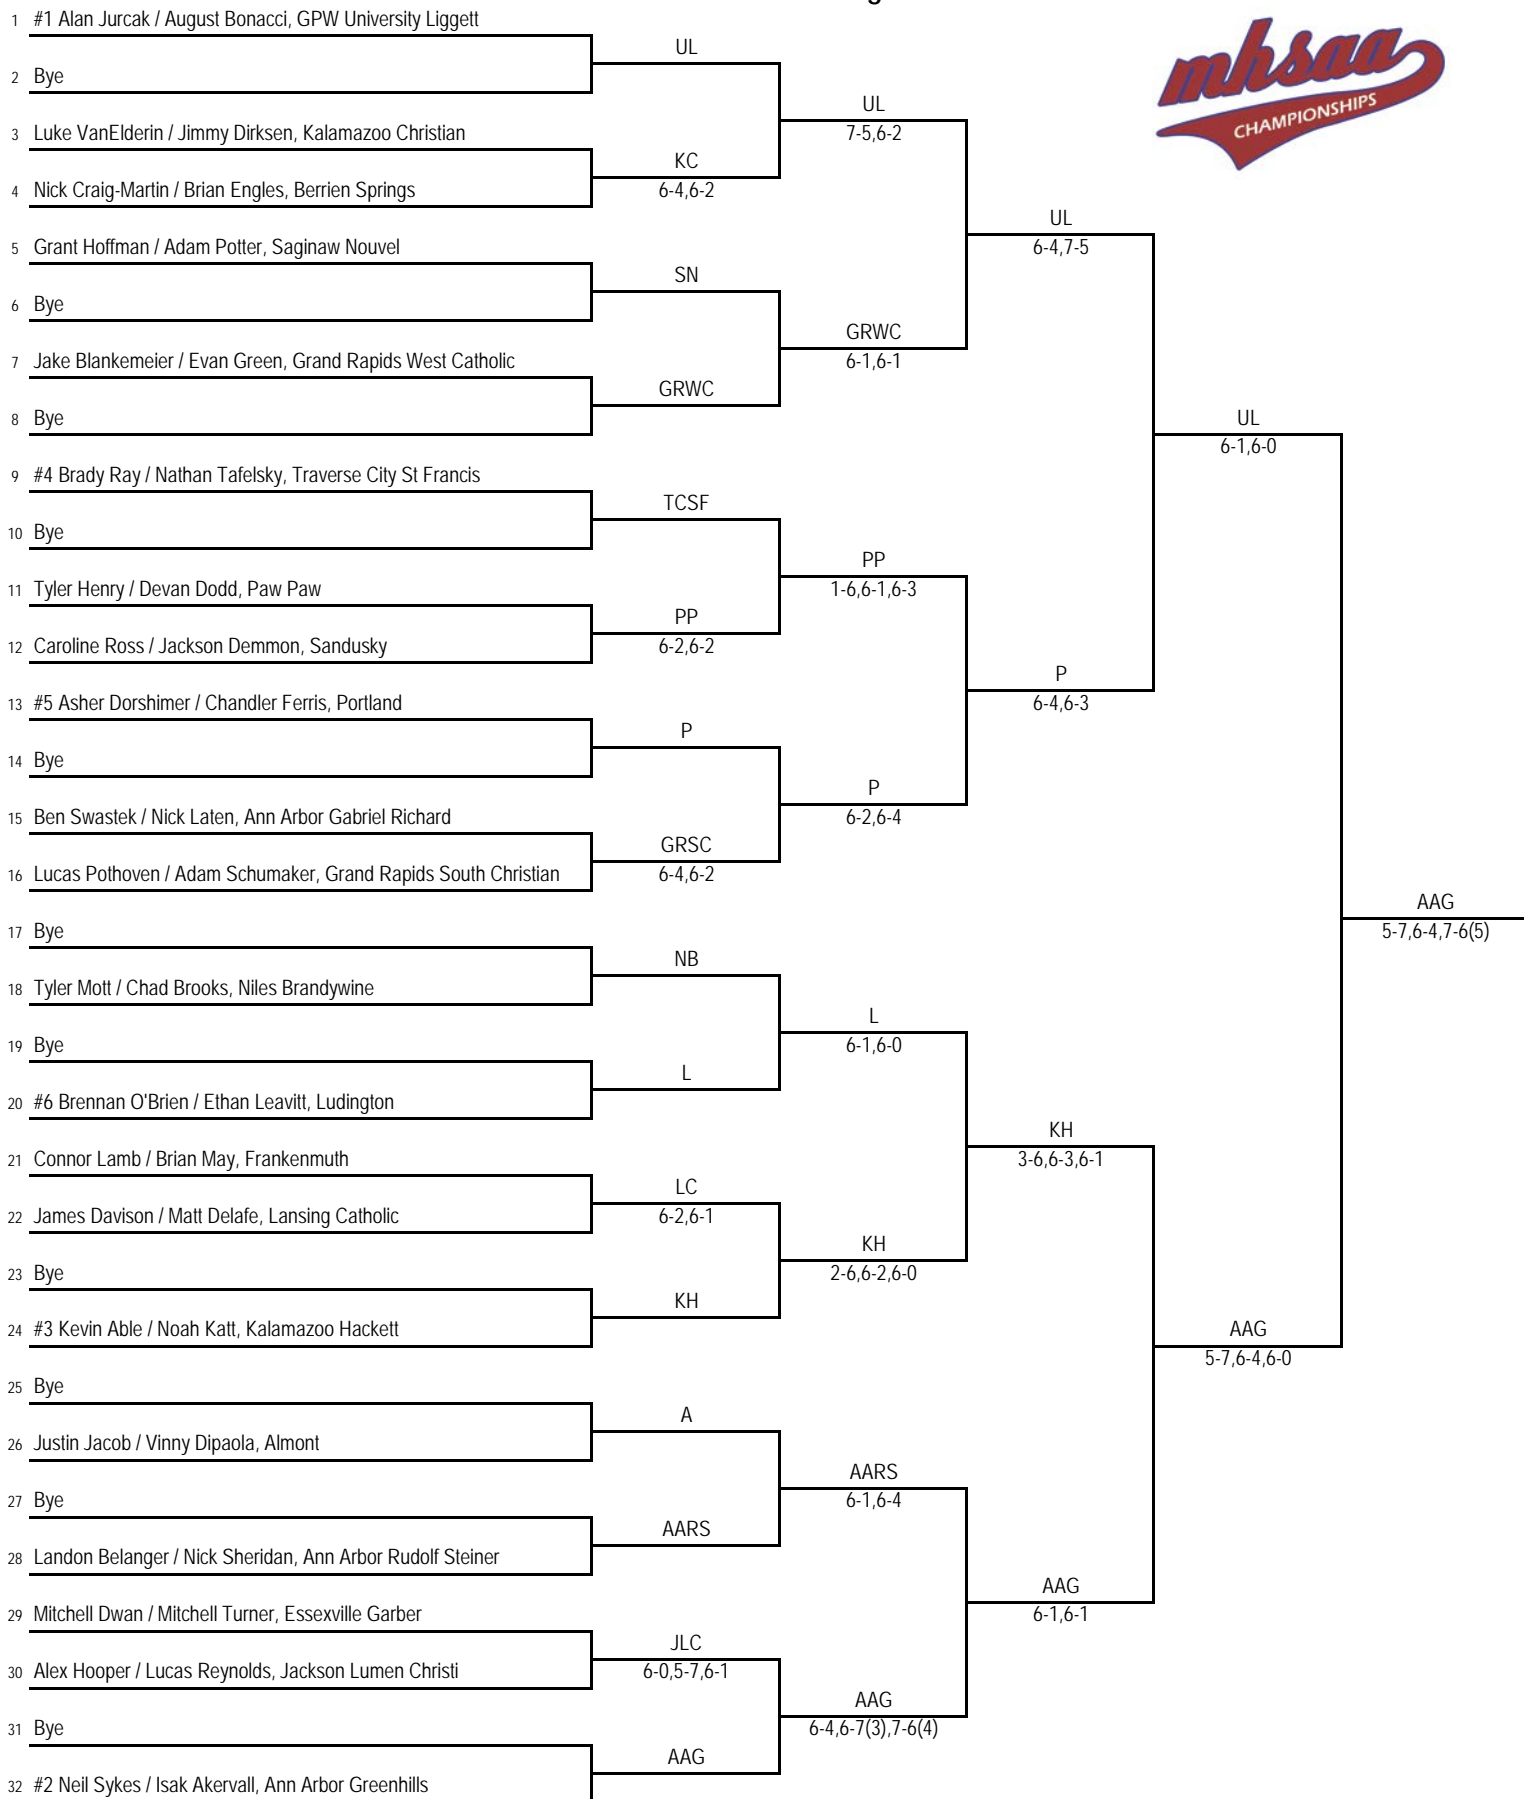 mhsaa
CHAMPIONSHIPS
1 #1 Alan Jurcak / August Bonacci, GPW University Liggett
UL
2 Bye
UL
7-5,6-2
3 Luke VanElderin / Jimmy Dirksen, Kalamazoo Christian
KC
6-4,6-2
4 Nick Craig-Martin / Brian Engles, Berrien Springs
UL
6-4,7-5
5 Grant Hoffman / Adam Potter, Saginaw Nouvel
SN
6 Bye
GRWC
6-1,6-1
7 Jake Blankemeier / Evan Green, Grand Rapids West Catholic
GRWC
8 Bye
UL
6-1,6-0
9 #4 Brady Ray / Nathan Tafelsky, Traverse City St Francis
TCSF
10 Bye
PP
1-6,6-1,6-3
11 Tyler Henry / Devan Dodd, Paw Paw
PP
6-2,6-2
12 Caroline Ross / Jackson Demmon, Sandusky
P
6-4,6-3
13 #5 Asher Dorshimer / Chandler Ferris, Portland
P
14 Bye
P
6-2,6-4
15 Ben Swastek / Nick Laten, Ann Arbor Gabriel Richard
GRSC
6-4,6-2
16 Lucas Pothoven / Adam Schumaker, Grand Rapids South Christian
AAG
5-7,6-4,7-6(5)
17 Bye
NB
18 Tyler Mott / Chad Brooks, Niles Brandywine
L
6-1,6-0
19 Bye
L
20 #6 Brennan O'Brien / Ethan Leavitt, Ludington
KH
3-6,6-3,6-1
21 Connor Lamb / Brian May, Frankenmuth
LC
6-2,6-1
22 James Davison / Matt Delafe, Lansing Catholic
KH
2-6,6-2,6-0
23 Bye
KH
24 #3 Kevin Able / Noah Katt, Kalamazoo Hackett
AAG
5-7,6-4,6-0
25 Bye
A
26 Justin Jacob / Vinny Dipaola, Almont
AARS
6-1,6-4
27 Bye
AARS
28 Landon Belanger / Nick Sheridan, Ann Arbor Rudolf Steiner
AAG
6-1,6-1
29 Mitchell Dwan / Mitchell Turner, Essexville Garber
JLC
6-0,5-7,6-1
30 Alex Hooper / Lucas Reynolds, Jackson Lumen Christi
AAG
6-4,6-7(3),7-6(4)
31 Bye
AAG
32 #2 Neil Sykes / Isak Akervall, Ann Arbor Greenhills